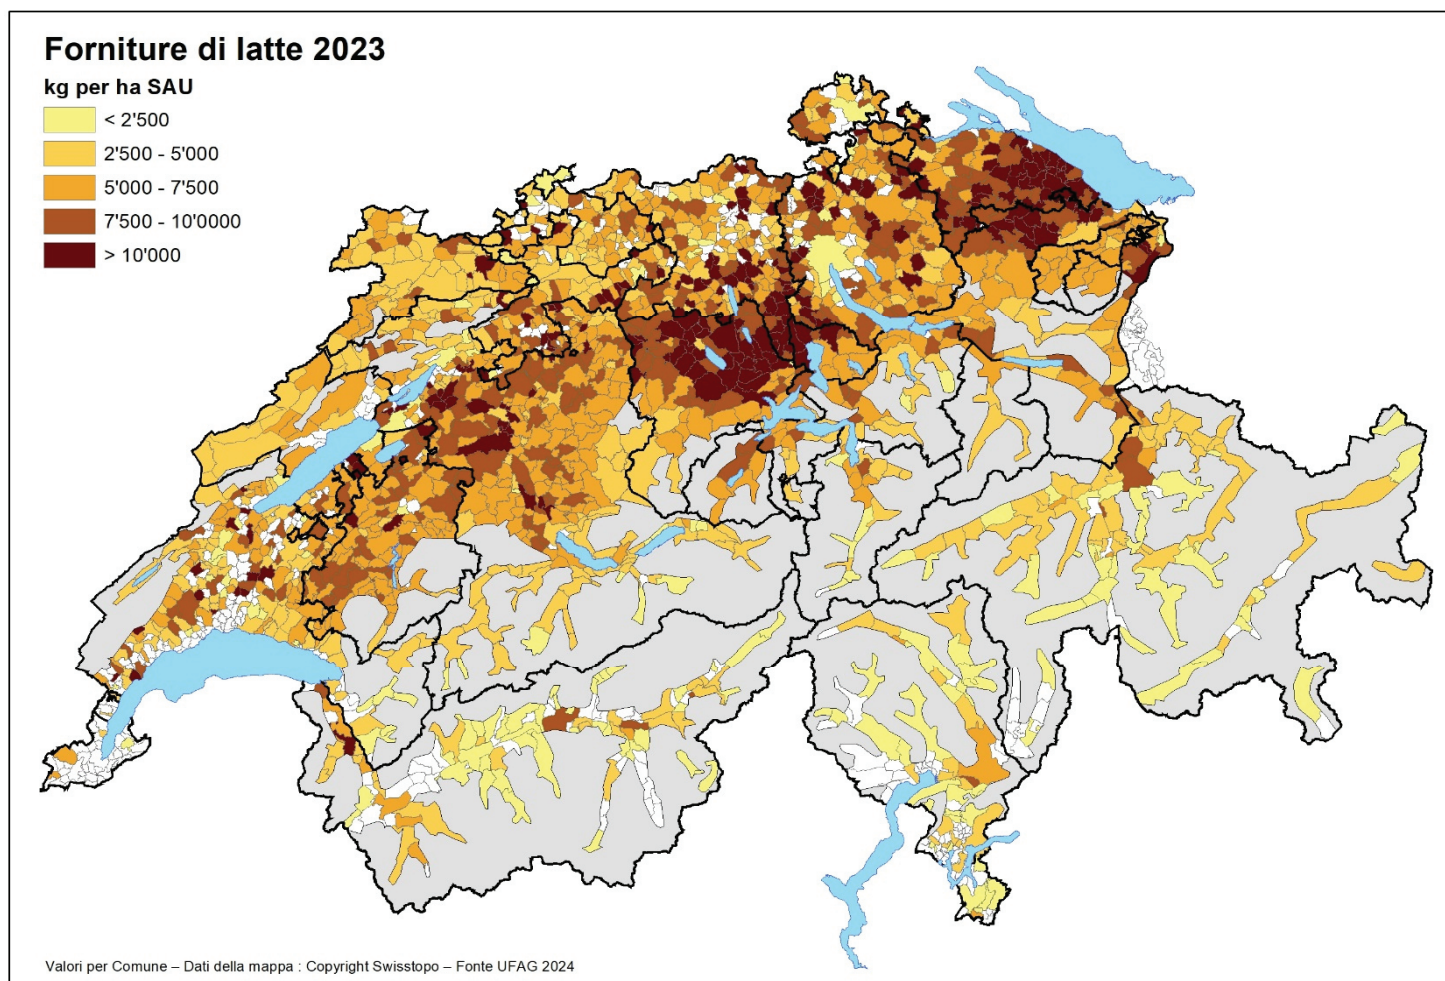 Forniture di latte 2023
kg per ha SAU
< 2'500
2'500 - 5'000
5'000 - 7'500
7'500 - 10'0000
> 10'000
Valori per Comune – Dati della mappa : Copyright Swisstopo – Fonte UFAG 2024